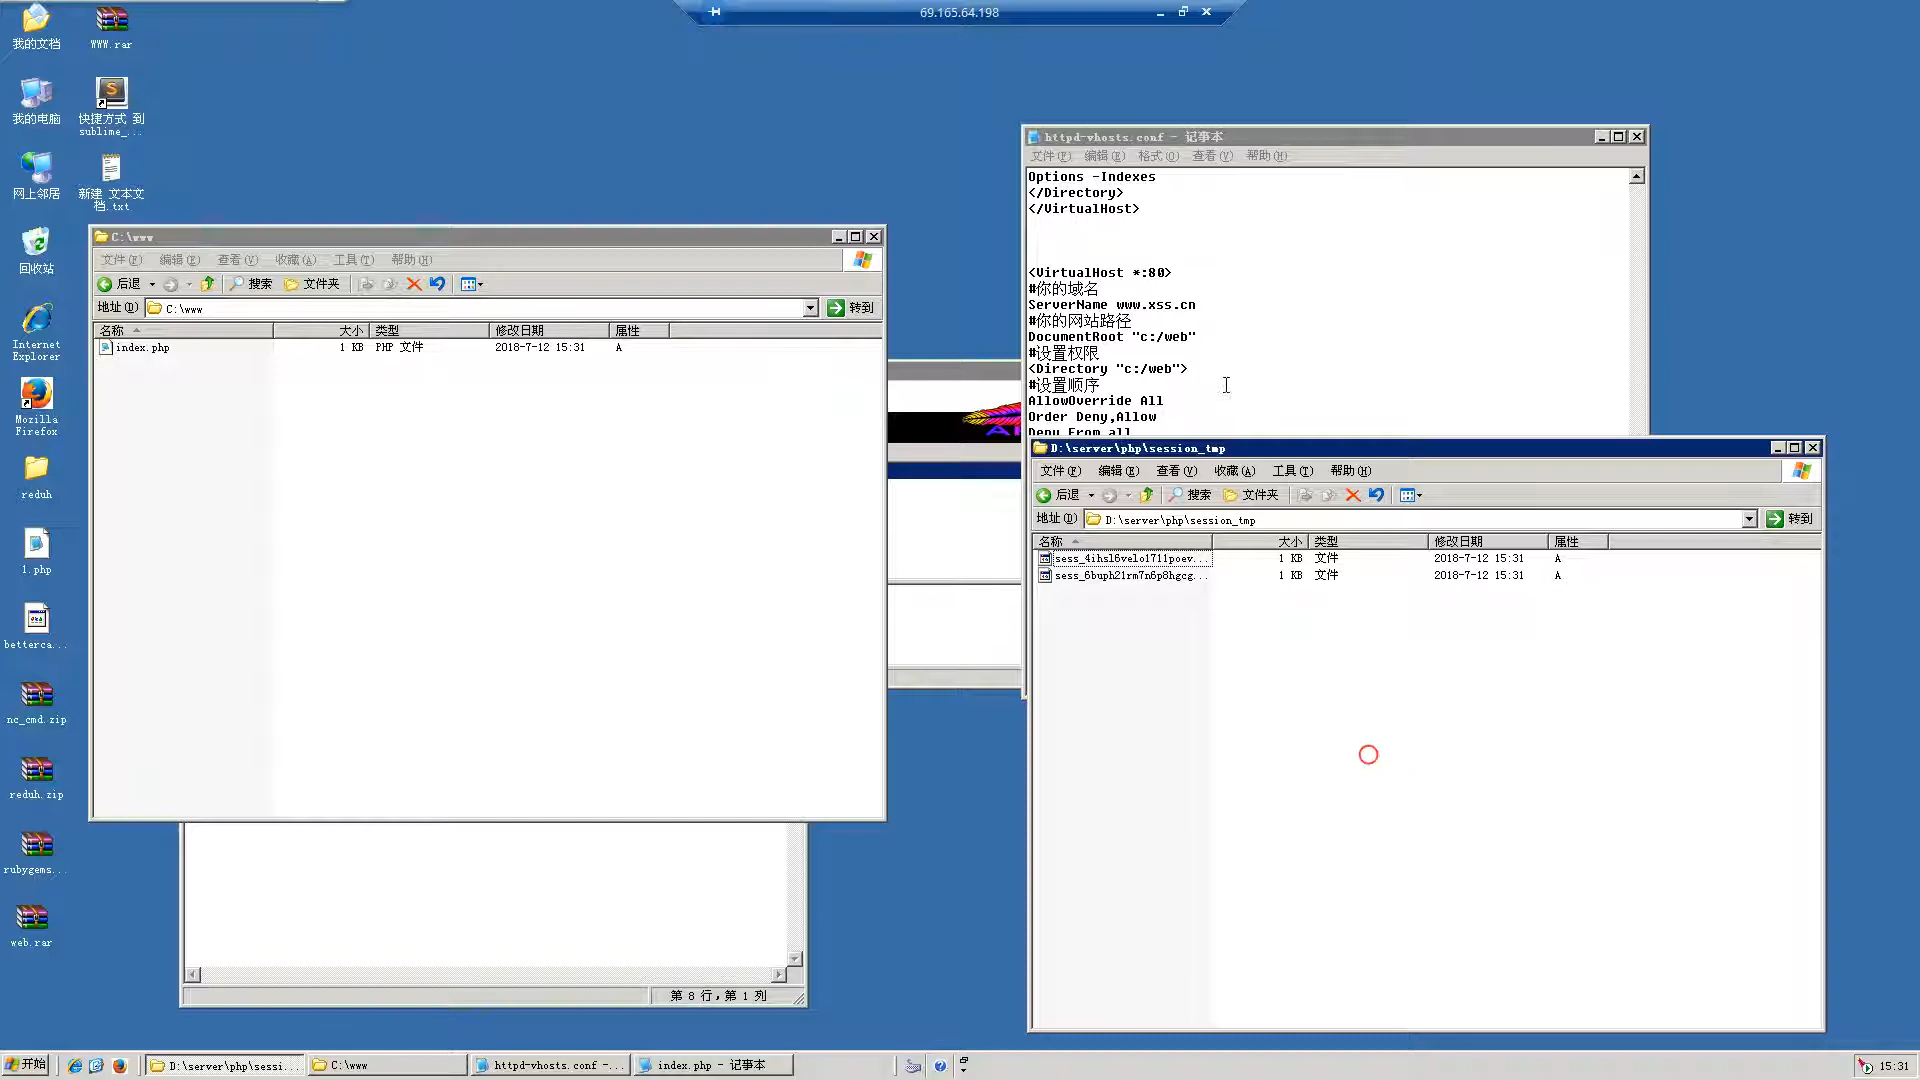 69.165.64.198
我的文档
WWW.rar
我的电脑
快捷方式 到
sublime_...
网上邻居
新建 文本文
档.txt
回收站
Internet
Explorer
Mozilla
Firefox
reduh
1.php
betterca...
nc_cmd.zip
reduh.zip
rubygems...
web.rar
httpd-vhosts.conf - 记事本
文件(F) 编辑(E) 格式(O) 查看(V) 帮助(H)
Options -Indexes
</Directory>
</VirtualHost>
<VirtualHost *:80>
#你的域名
ServerName www.xss.cn
#你的网站路径
DocumentRoot "c:/web"
#设置权限
<Directory "c:/web">
#设置顺序
AllowOverride All
Order Deny,Allow
Deny From all
C:\www
文件(F) 编辑(E) 查看(V) 收藏(A) 工具(T) 帮助(H)
后退 搜索 文件夹
地址(D) C:\www 转到
名称 大小 类型 修改日期 属性
index.php 1 KB PHP 文件 2018-7-12 15:31 A
D:\server\php\session_tmp
文件(F) 编辑(E) 查看(V) 收藏(A) 工具(T) 帮助(H)
后退 搜索 文件夹
地址(D) D:\server\php\session_tmp 转到
名称 大小 类型 修改日期 属性
sess_4ihsl6velo1711poev... 1 KB 文件 2018-7-12 15:31 A
sess_6buph21rm7n6p8hgcg... 1 KB 文件 2018-7-12 15:31 A
第 8 行，第 1 列
开始 D:\server\php\sessi... C:\www httpd-vhosts.conf -... index.php - 记事本 15:31